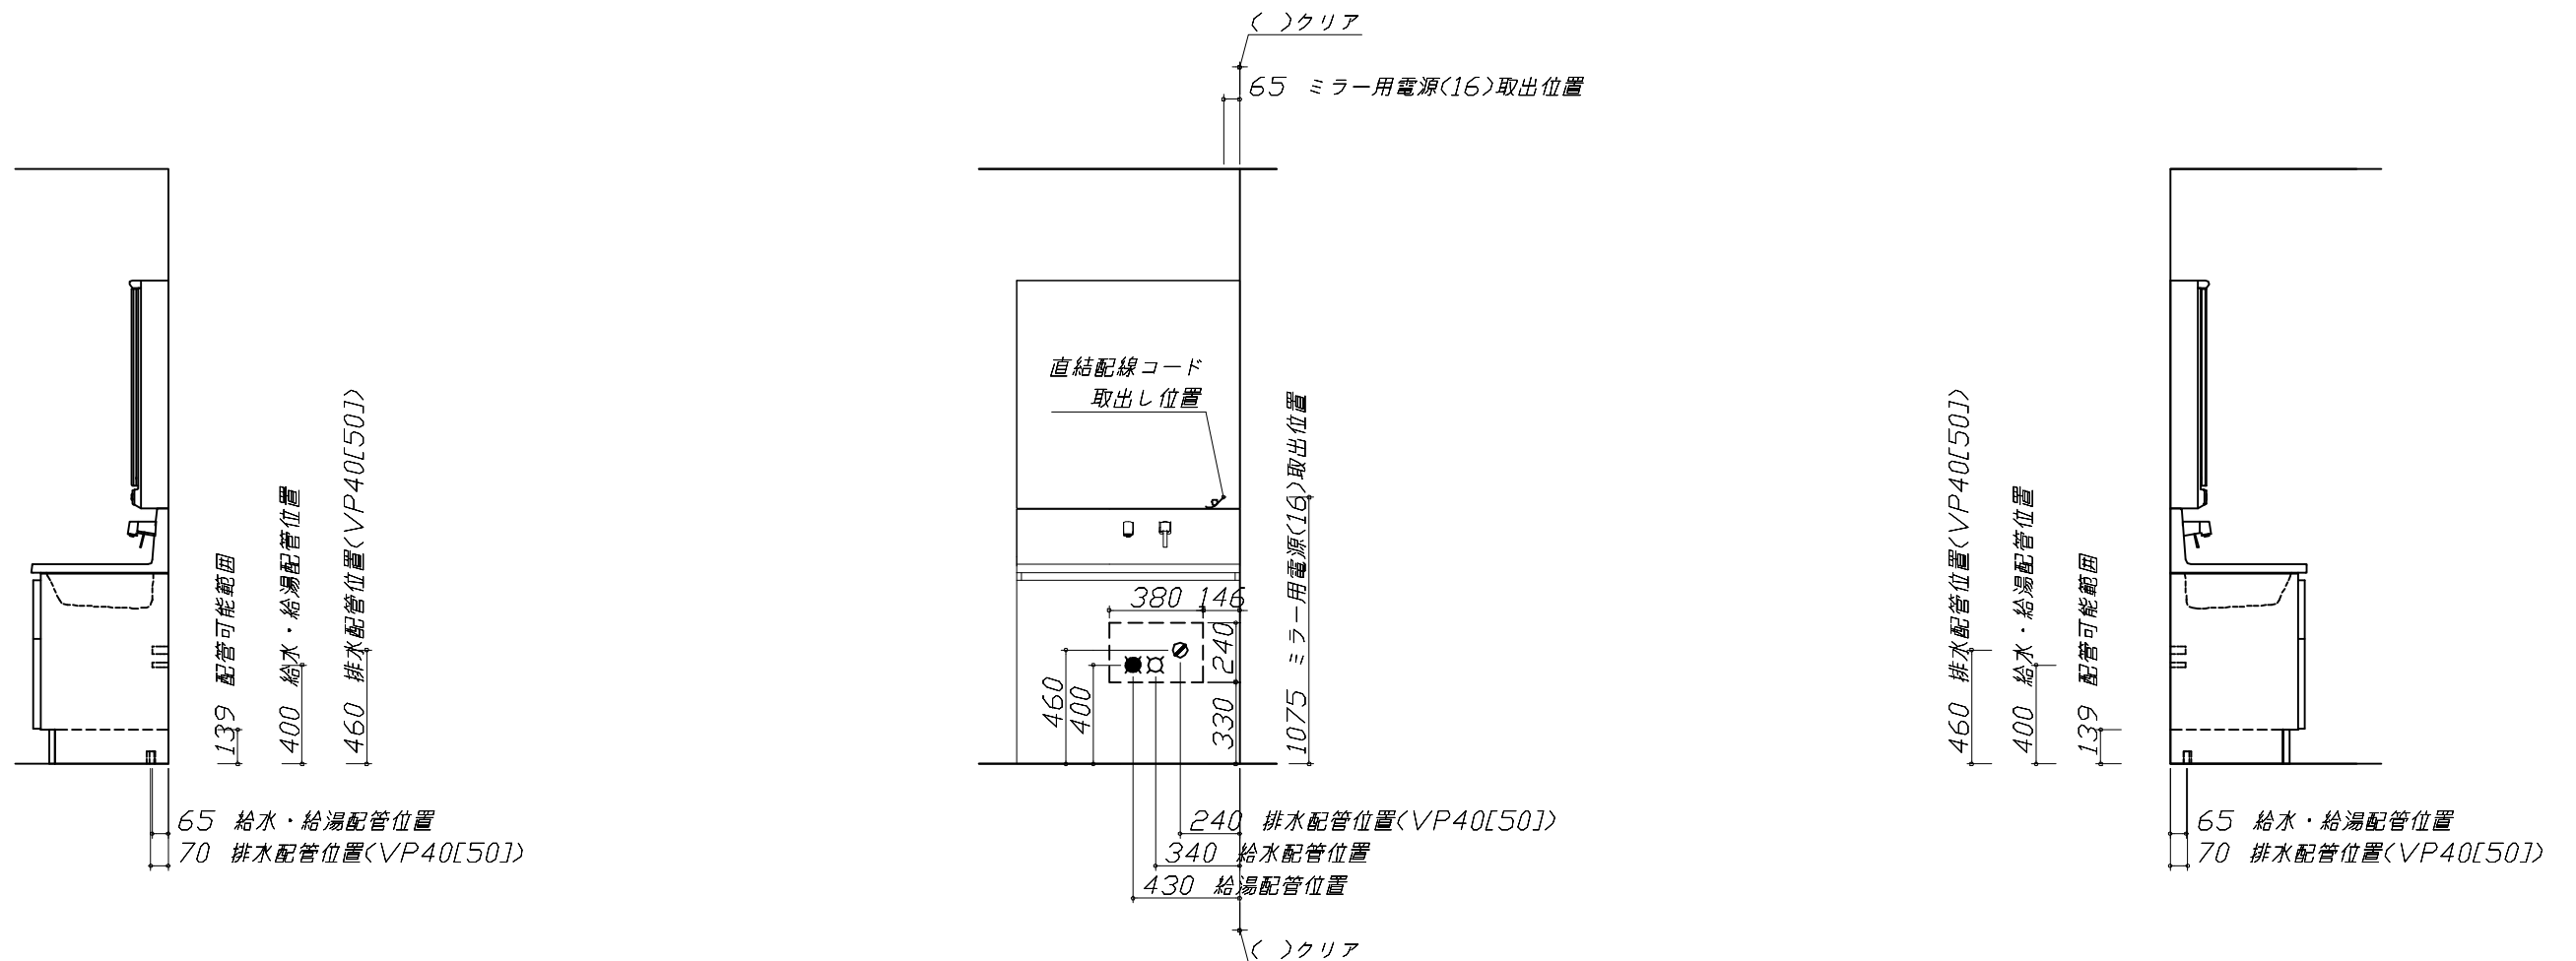 ( )クリア
65 ミラー用電源(16)取出位置
直結配線コード
取出し位置
139 配管可能範囲
400 給水・給湯配管位置
460 排水配管位置(VP40[50])
1075 ミラー用電源(16)取出位置
460 排水配管位置(VP40[50])
400 給水・給湯配管位置
139 配管可能範囲
380 146
240
330
460
400
65 給水・給湯配管位置
70 排水配管位置(VP40[50])
240 排水配管位置(VP40[50])
340 給水配管位置
430 給湯配管位置
( )クリア
65 給水・給湯配管位置
70 排水配管位置(VP40[50])